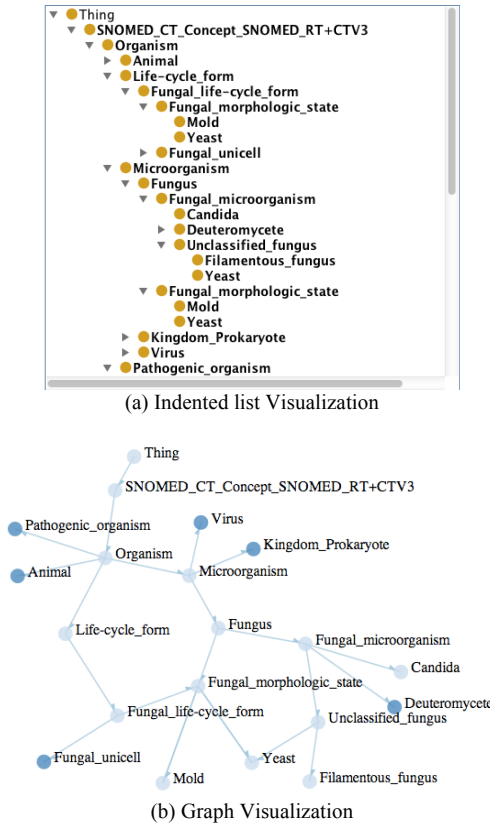 Thing
SNOMED_CT_Concept_SNOMED_RT+CTV3
Organism
Animal
Life-cycle_form
Fungal_life-cycle_form
Fungal_morphologic_state
Mold
Yeast
Fungal_unicell
Microorganism
Fungus
Fungal_microorganism
Candida
Deuteromycete
Unclassified_fungus
Filamentous_fungus
Yeast
Fungal_morphologic_state
Mold
Yeast
Kingdom_Prokaryote
Virus
Pathogenic_organism
(a) Indented list Visualization
Thing
SNOMED_CT_Concept_SNOMED_RT+CTV3
Pathogenic_organism
Virus
Kingdom_Prokaryote
Organism
Animal
Microorganism
Life-cycle_form
Fungus
Fungal_microorganism
Candida
Fungal_morphologic_state
Deuteromycete
Fungal_life-cycle_form
Unclassified_fungus
Fungal_unicell
Yeast
Mold
Filamentous_fungus
(b) Graph Visualization